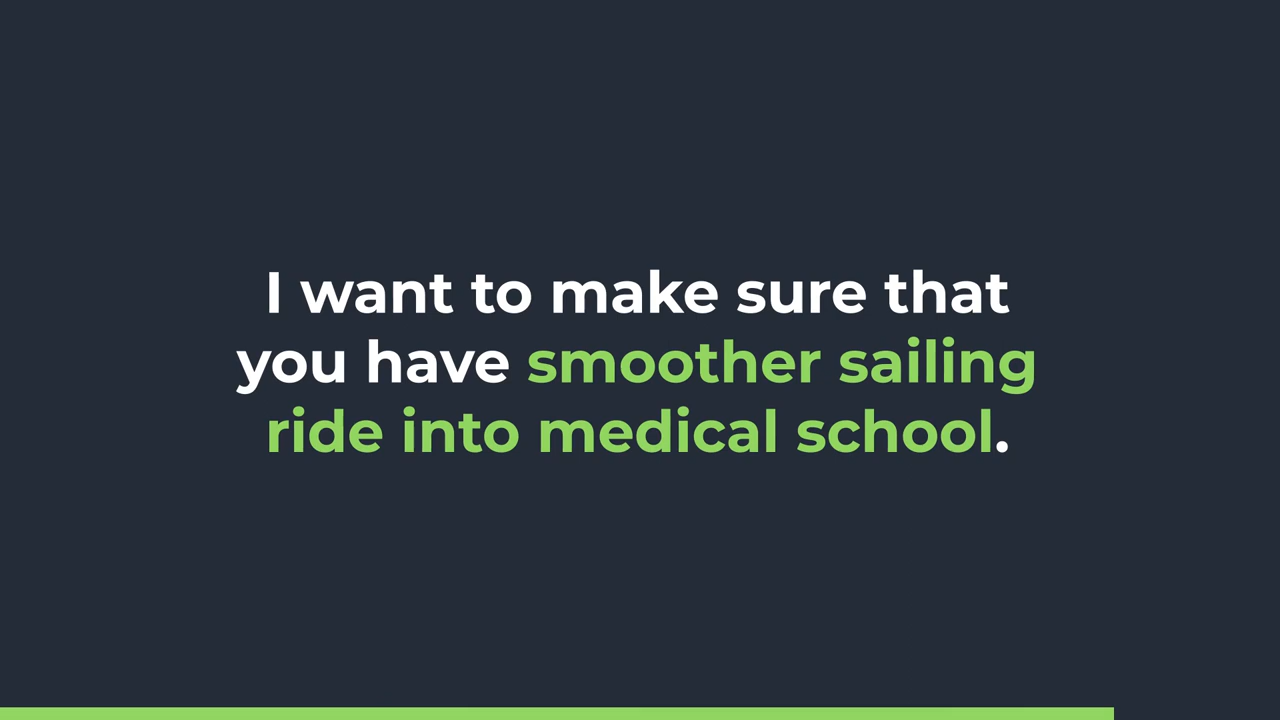 I want to make sure that
you have smoother sailing
ride into medical school.